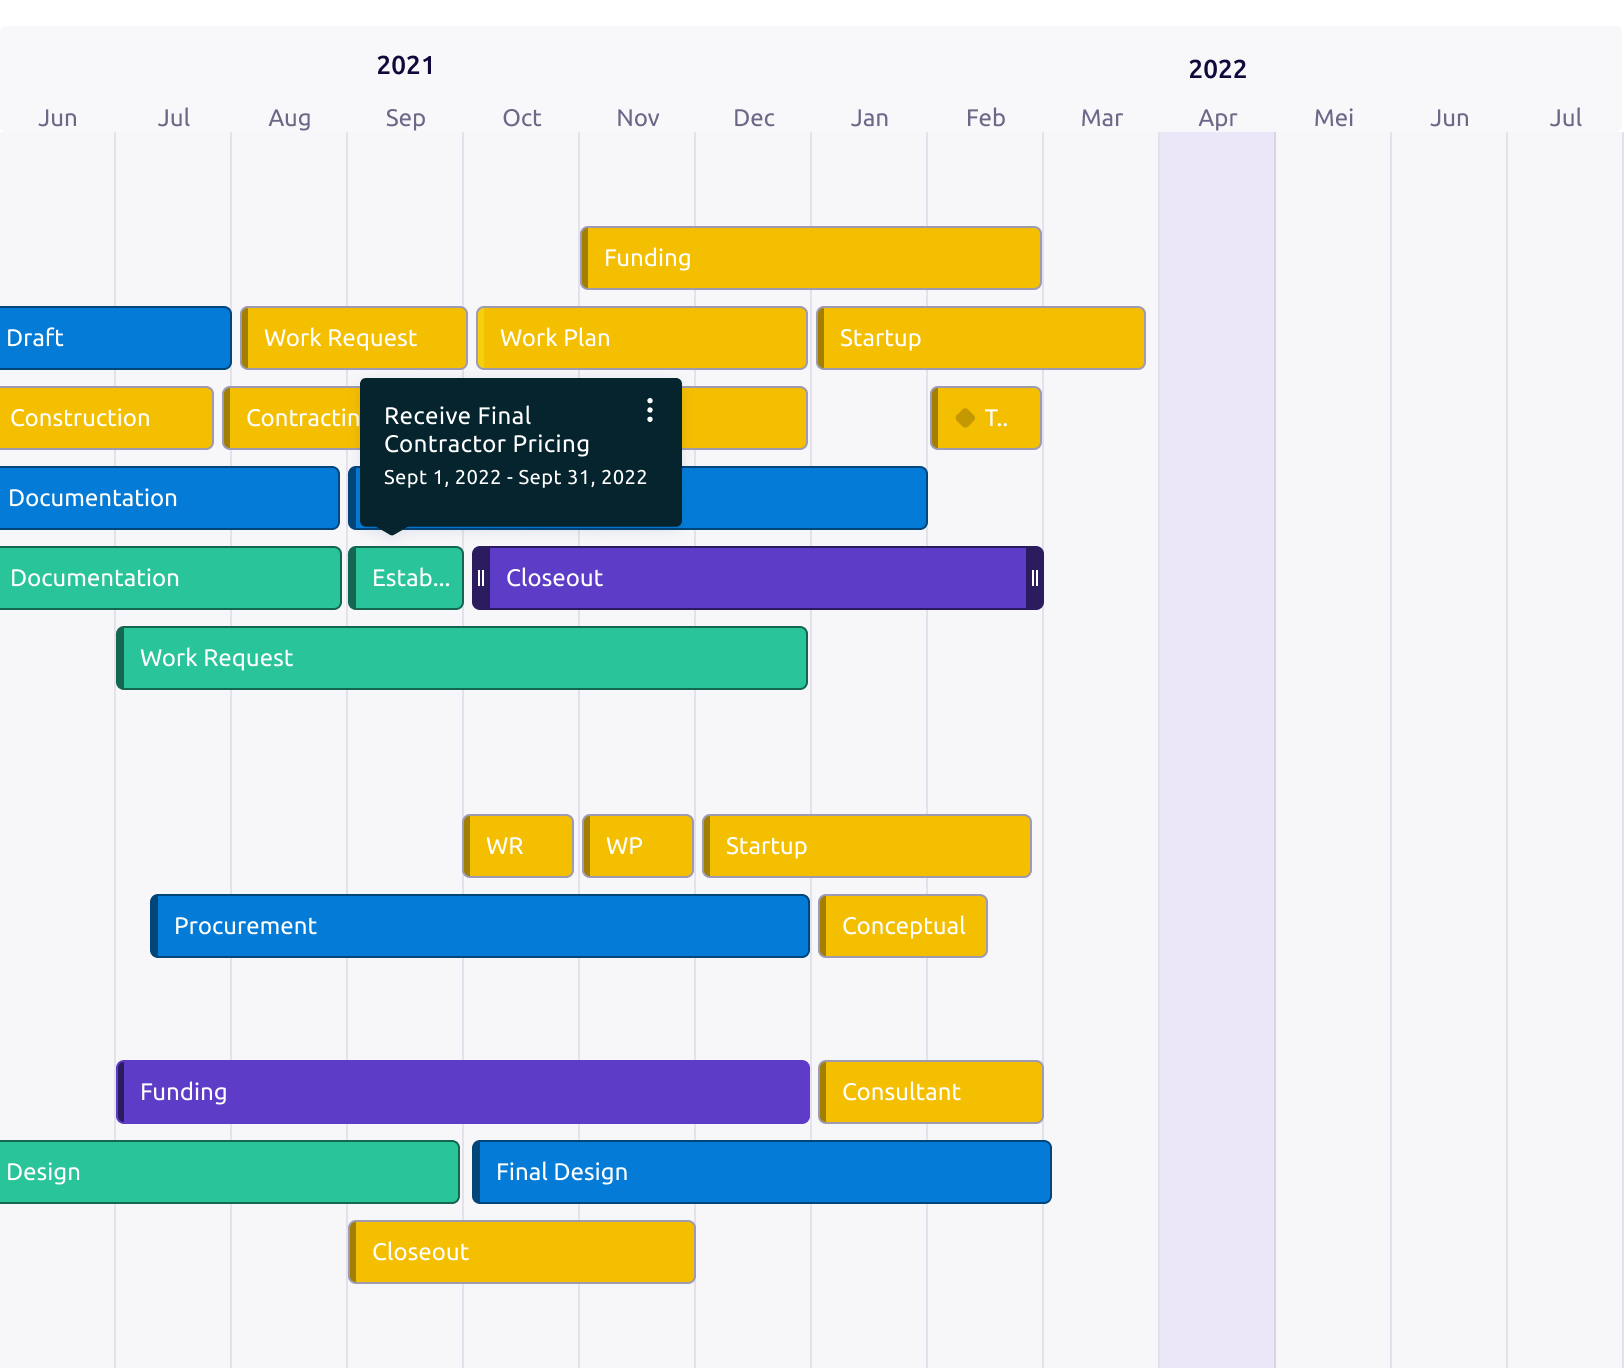 2021
2022
Jun Jul Aug Sep Oct Nov Dec Jan Feb Mar Apr Mei Jun Jul
Funding
Draft Work Request Work Plan Startup
Construction Contractin T..
Receive Final
Contractor Pricing
Sept 1, 2022 - Sept 31, 2022
Documentation
Documentation Estab... Closeout
Work Request
WR WP Startup
Procurement Conceptual
Funding Consultant
Design Final Design
Closeout